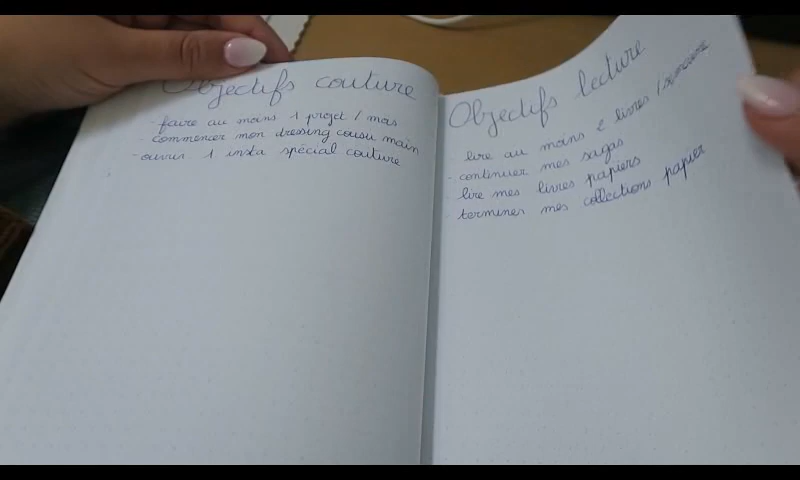 Objectifs couture
- faire au moins 1 projet / mois
- commencer mon dressing cousu main
- ouvrir 1 insta spécial couture
Objectifs lecture
- lire au moins 2 livres / semaine
- continuer mes sagas
- lire mes livres papiers
- terminer mes collections papier